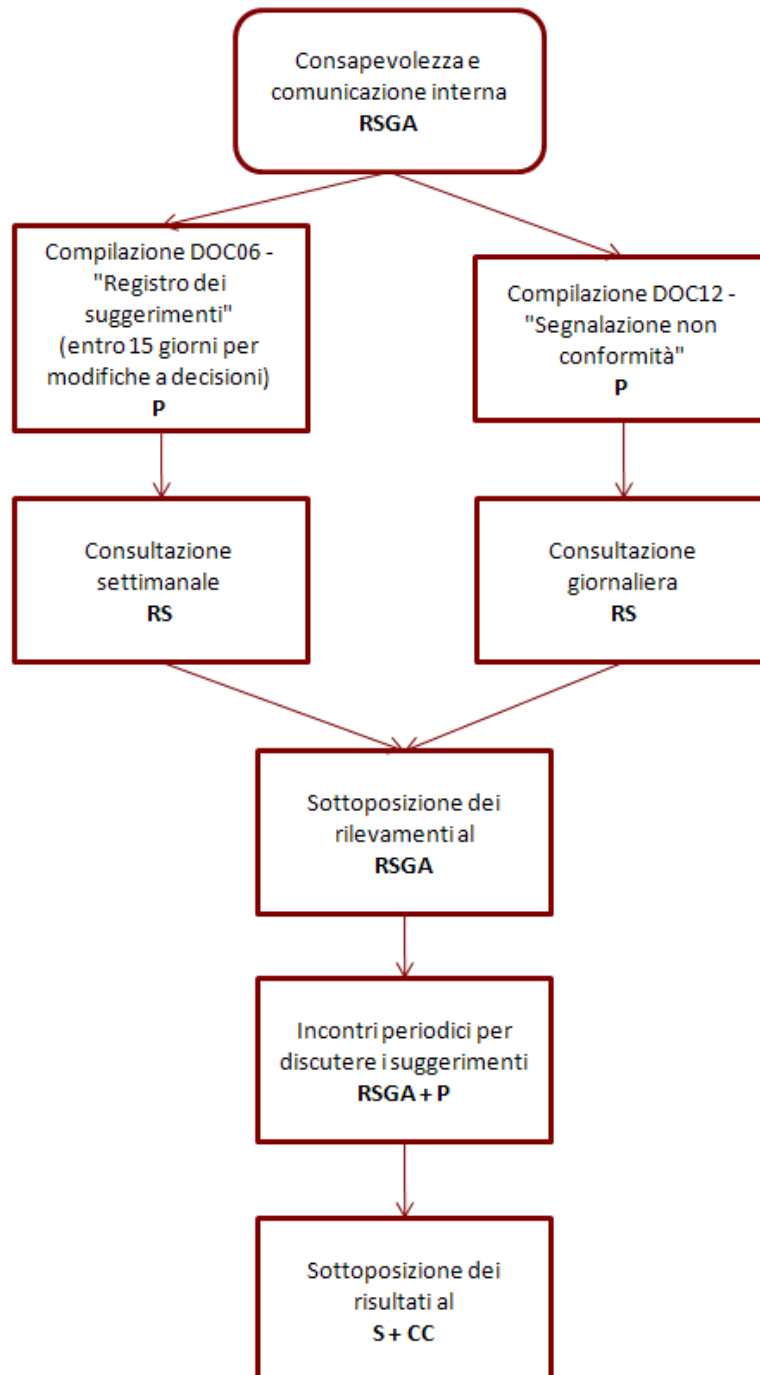 Consapevolezza e
comunicazione interna
RSGA
Compilazione DOC06 -
"Registro dei
suggerimenti"
(entro 15 giorni per
modifiche a decisioni)
P
Compilazione DOC12 -
"Segnalazione non
conformità"
P
Consultazione
settimanale
RS
Consultazione
giornaliera
RS
Sottoposizione dei
rilevamenti al
RSGA
Incontri periodici per
discutere i suggerimenti
RSGA + P
Sottoposizione dei
risultati al
S + CC